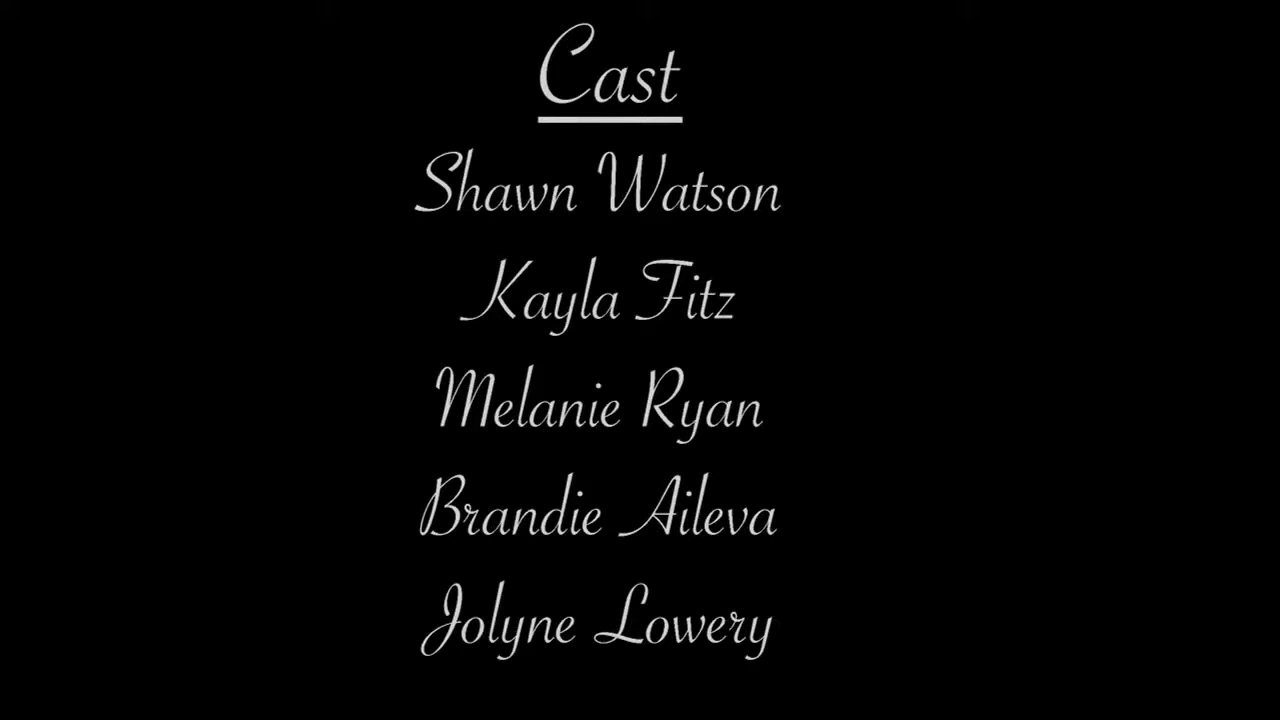 Cast
Shawn Watson
Kayla Fitz
Melanie Ryan
Brandie Aileva
Jolyne Lowery